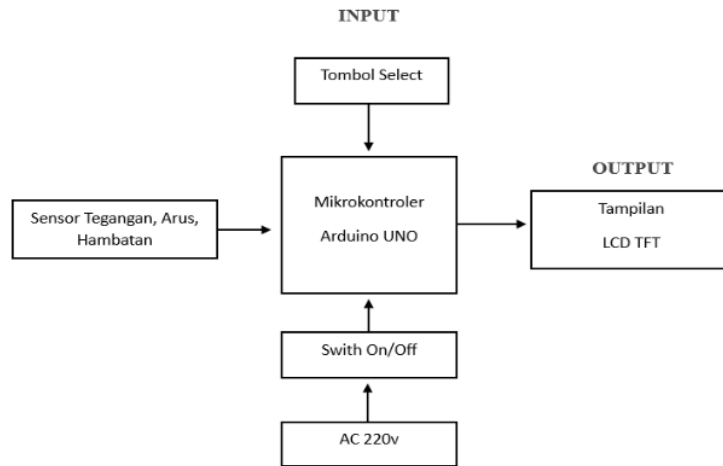 INPUT
Tombol Select
OUTPUT
Mikrokontroler
Arduino UNO
Sensor Tegangan, Arus,
Hambatan
Tampilan
LCD TFT
Swith On/Off
AC 220v